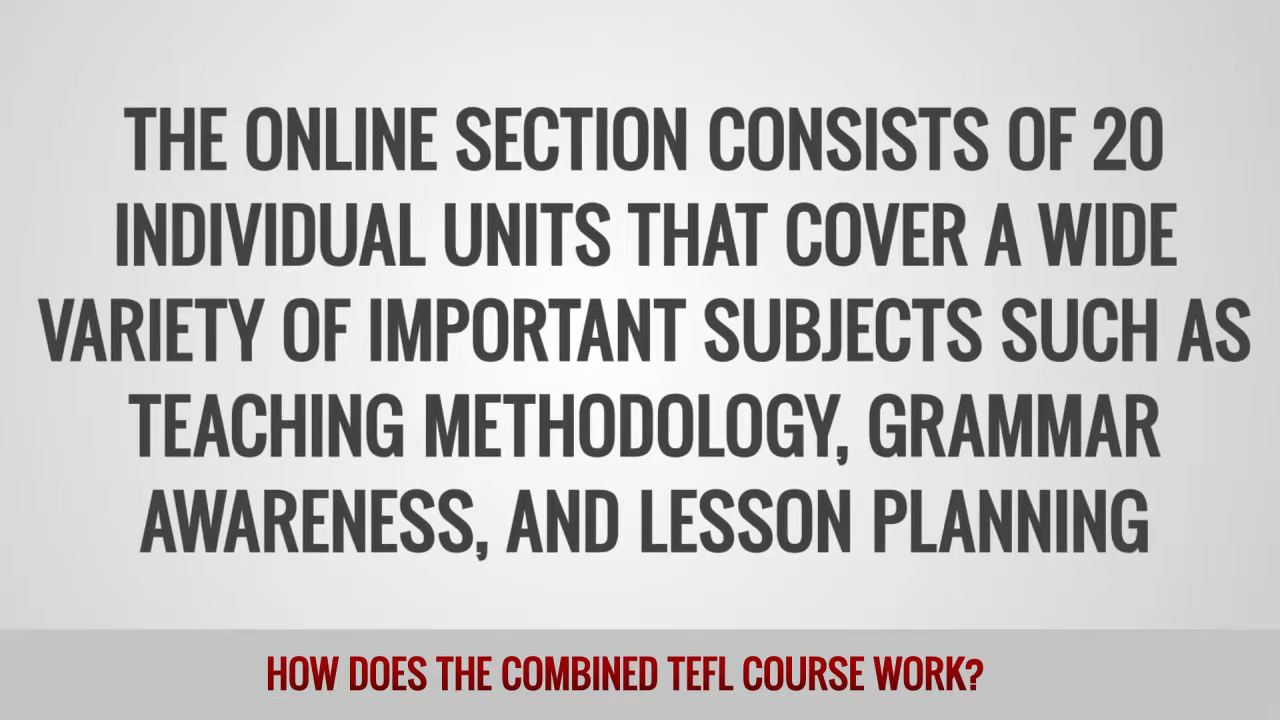 THE ONLINE SECTION CONSISTS OF 20
INDIVIDUAL UNITS THAT COVER A WIDE
VARIETY OF IMPORTANT SUBJECTS SUCH AS
TEACHING METHODOLOGY, GRAMMAR
AWARENESS, AND LESSON PLANNING
HOW DOES THE COMBINED TEFL COURSE WORK?